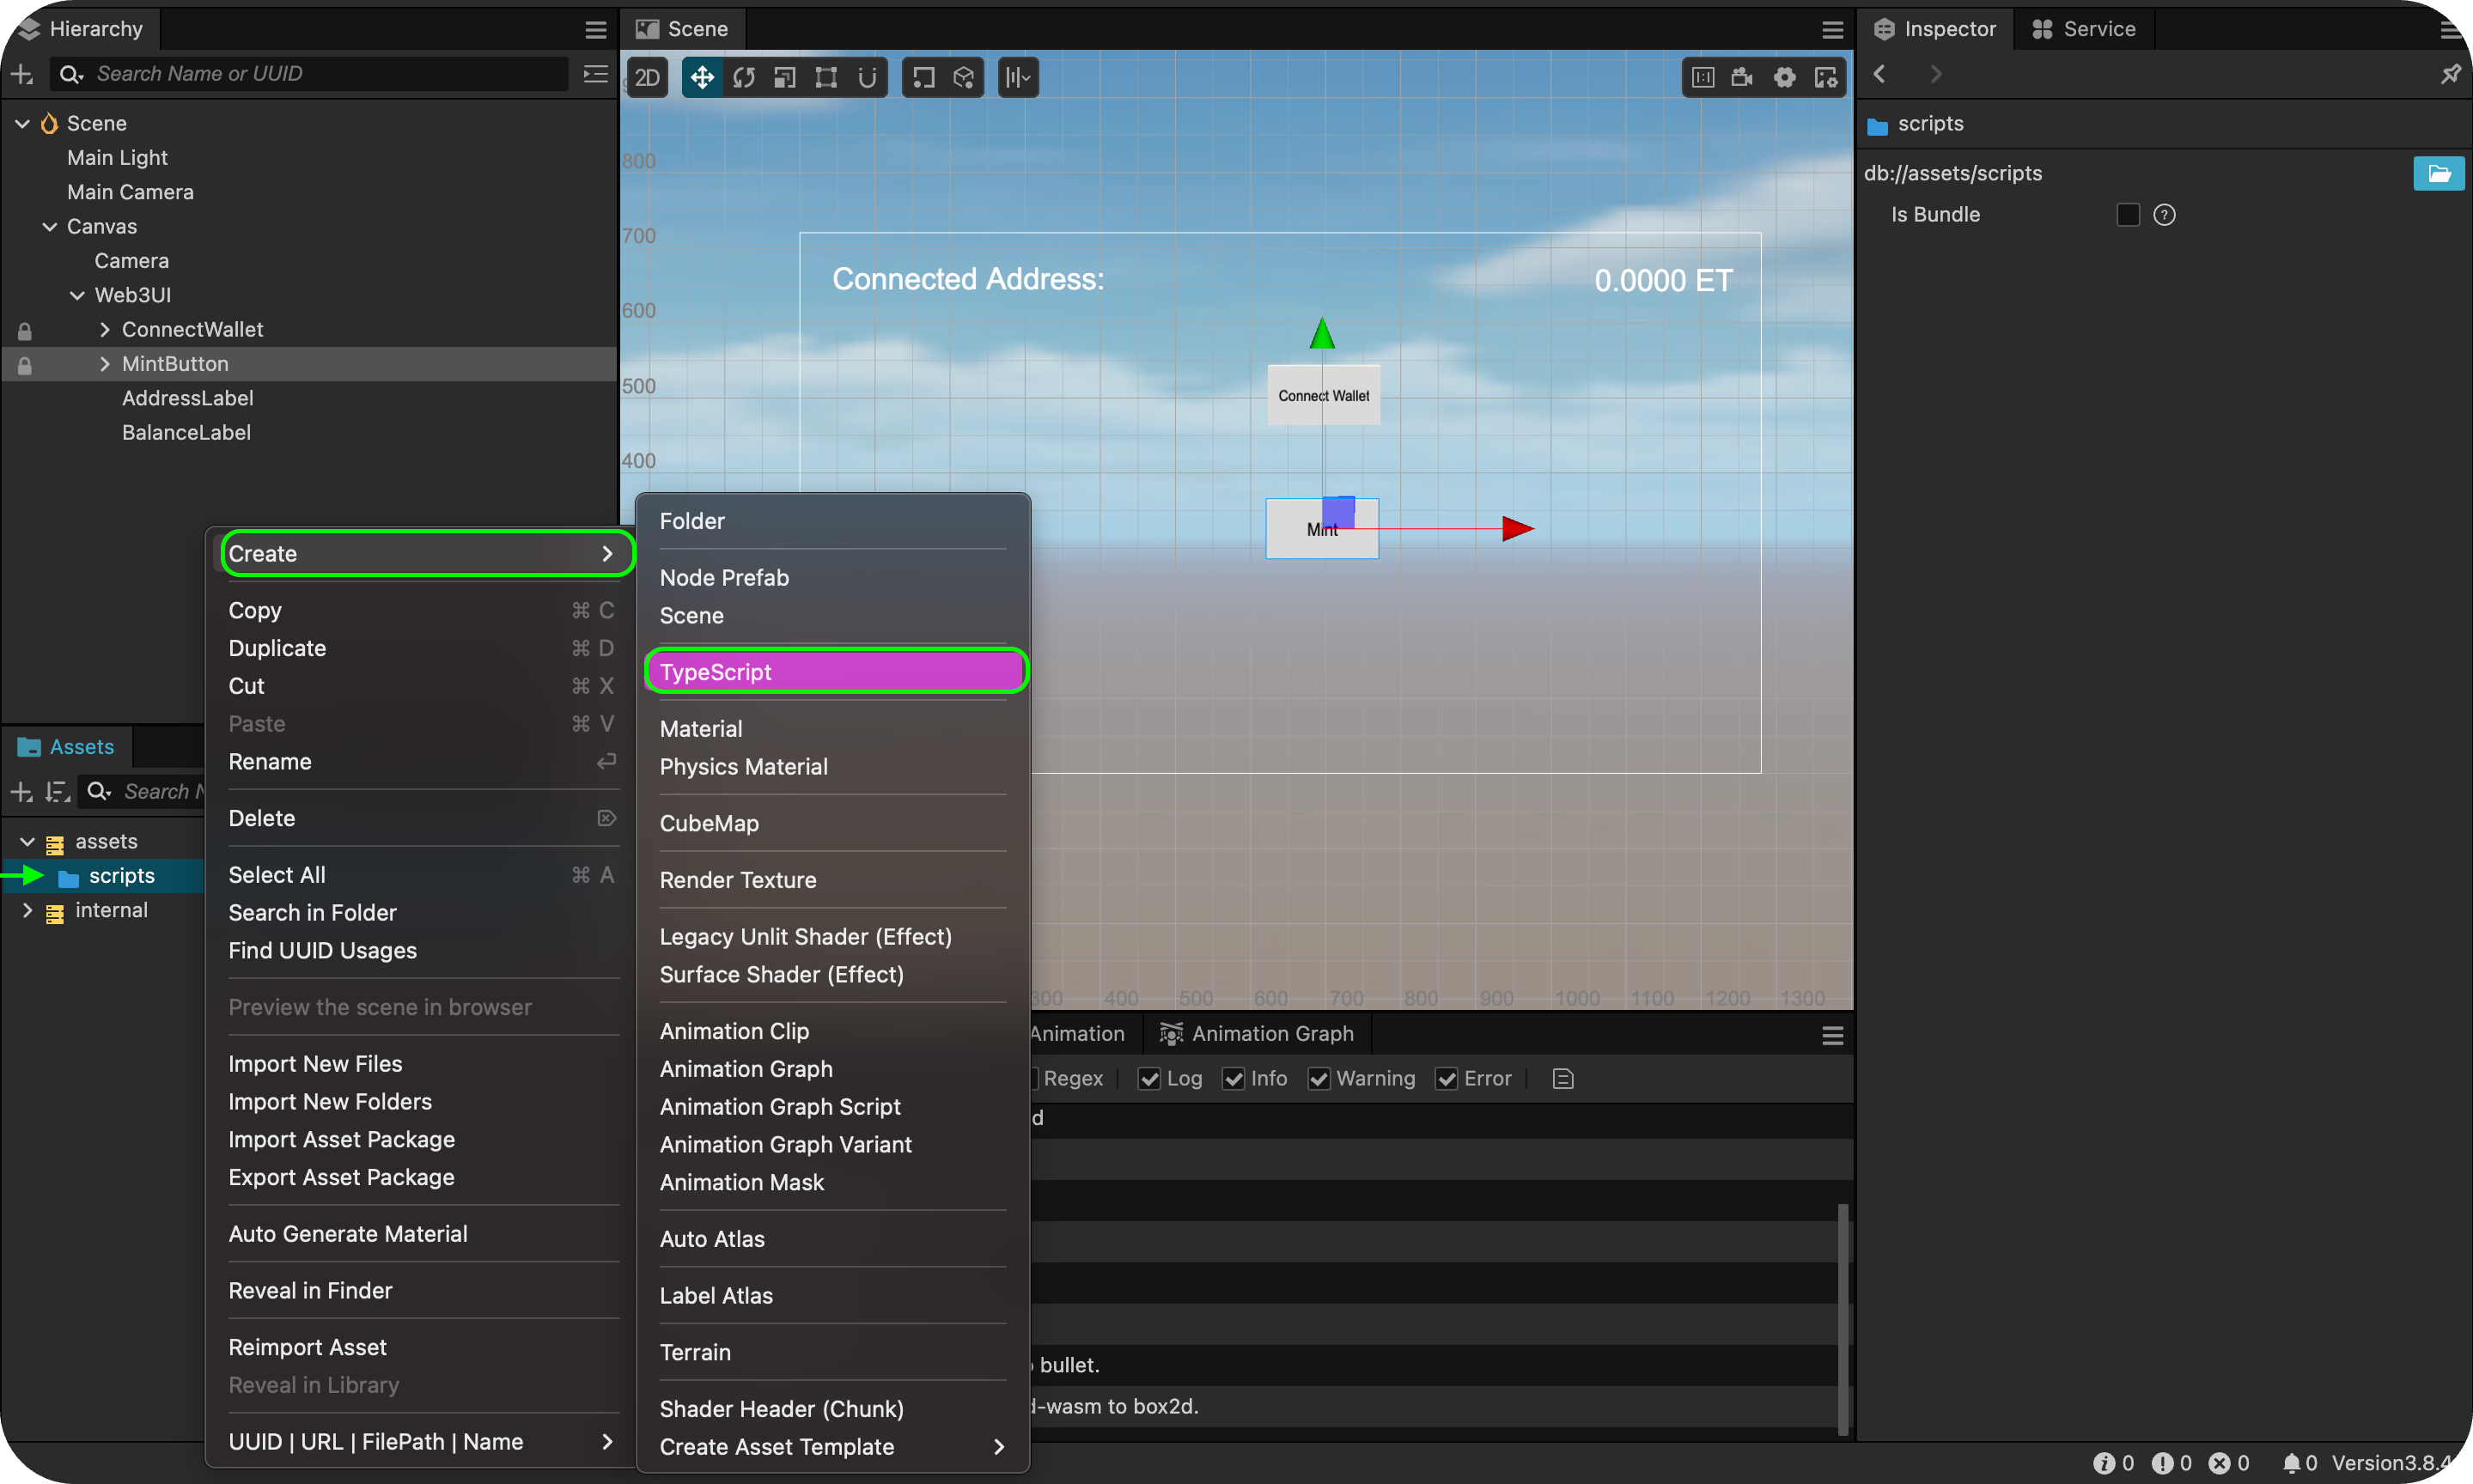 Hierarchy
Search Name or UUID
Scene
Main Light
Main Camera
Canvas
Camera
Web3UI
ConnectWallet
MintButton
AddressLabel
BalanceLabel
Assets
assets
scripts
internal
Create
Copy ⌘ C
Duplicate ⌘ D
Cut ⌘ X
Paste ⌘ V
Rename
Delete
Select All ⌘ A
Search in Folder
Find UUID Usages
Preview the scene in browser
Import New Files
Import New Folders
Import Asset Package
Export Asset Package
Auto Generate Material
Reveal in Finder
Reimport Asset
Reveal in Library
UUID | URL | FilePath | Name
Folder
Node Prefab
Scene
TypeScript
Material
Physics Material
CubeMap
Render Texture
Legacy Unlit Shader (Effect)
Surface Shader (Effect)
Animation Clip
Animation Graph
Animation Graph Script
Animation Graph Variant
Animation Mask
Auto Atlas
Label Atlas
Terrain
Shader Header (Chunk)
Create Asset Template
Scene
2D
800
700
600
500
400
Connected Address:
0.0000 ET
Connect Wallet
Mint
300 400 500 600 700 800 900 1000 1100 1200 1300
Animation
Animation Graph
Regex Log Info Warning Error
bullet.
-wasm to box2d.
Inspector
Service
scripts
db://assets/scripts
Is Bundle
0 0 0 0 Version3.8.4